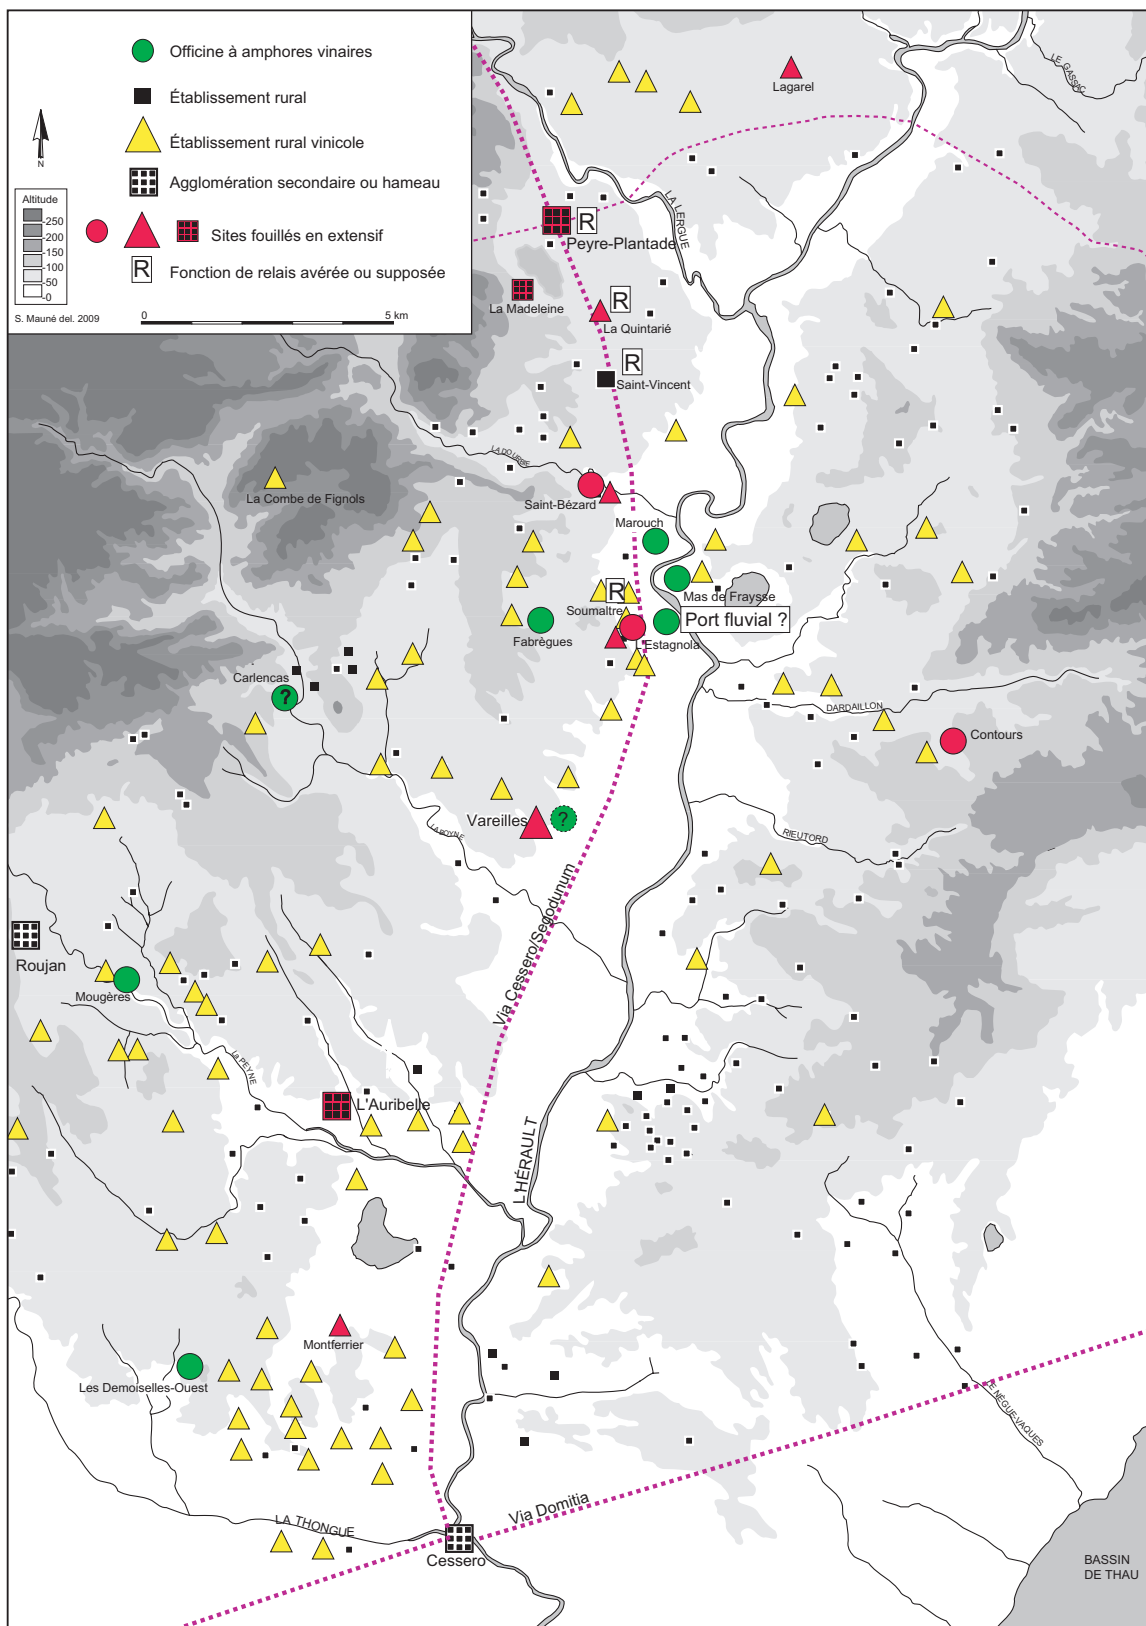 Officine à amphores vinaires
Établissement rural
Établissement rural vinicole
Agglomération secondaire ou hameau
Sites fouillés en extensif
R
Fonction de relais avérée ou supposée
N
Altitude
-250
-200
-150
-100
-50
-0
S. Mauné del. 2009
0
5 km
Lagarel
LE GASSAC
LA LERGUE
R
Peyre-Plantade
La Madeleine
R
La Quintarié
R
Saint-Vincent
LA DOURBIE
La Combe de Fignols
Saint-Bézard
Marouch
Mas de Fraysse
R
Soumaltre
Port fluvial ?
L'Estagnola
Fabrègues
Carlencas
?
DARDAILLON
Contours
Vareilles
?
LA BOYNE
RIEUTORD
Via Cessero/Segodunum
Roujan
Mougères
La PEYNE
L'Auribelle
L'HÉRAULT
Montferrier
Les Demoiselles-Ouest
LE NÈGUE-VAQUES
Via Domitia
LA THONGUE
Cessero
BASSIN
DE THAU